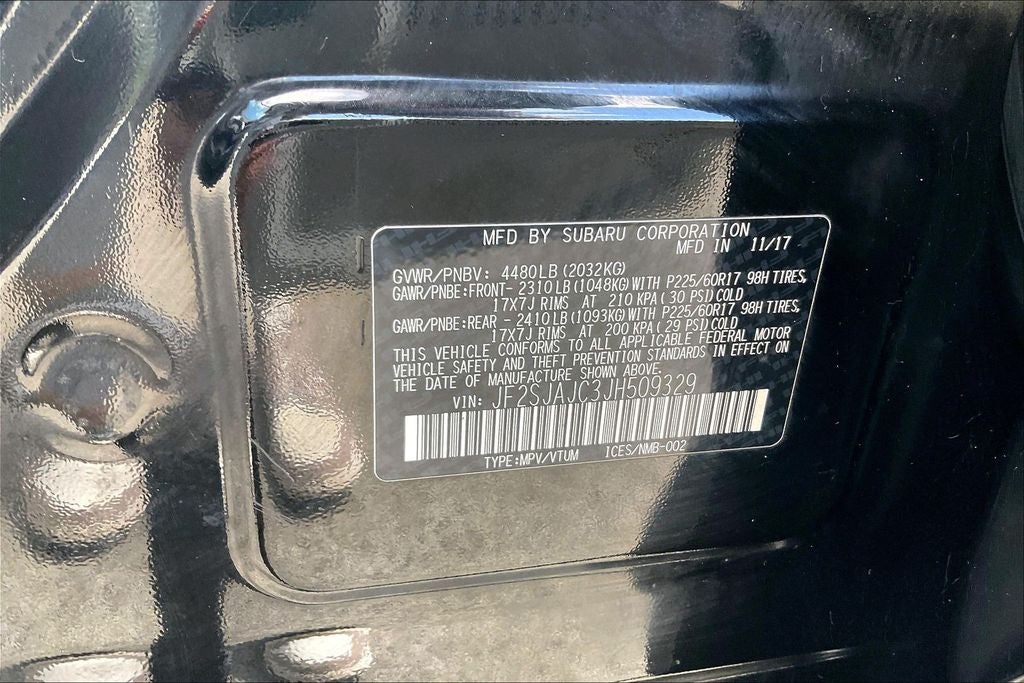 MFD BY SUBARU CORPORATION
MFD IN 11/17
GVWR/PNBV: 4480LB (2032KG)
GAWR/PNBE:FRONT- 2310LB (1048KG) WITH P225/60R17 98H TIRES,
17X7J RIMS AT 210 KPA ( 30 PSI) COLD
GAWR/PNBE:REAR - 2410LB (1093KG) WITH P225/60R17 98H TIRES,
17X7J RIMS AT 200 KPA ( 29 PSI) COLD
THIS VEHICLE CONFORMS TO ALL APPLICABLE FEDERAL MOTOR
VEHICLE SAFETY AND THEFT PREVENTION STANDARDS IN EFFECT ON
THE DATE OF MANUFACTURE SHOWN ABOVE.
VIN: JF2SJAJC3JH509329
TYPE:MPV/VTUM ICES/NMB-002